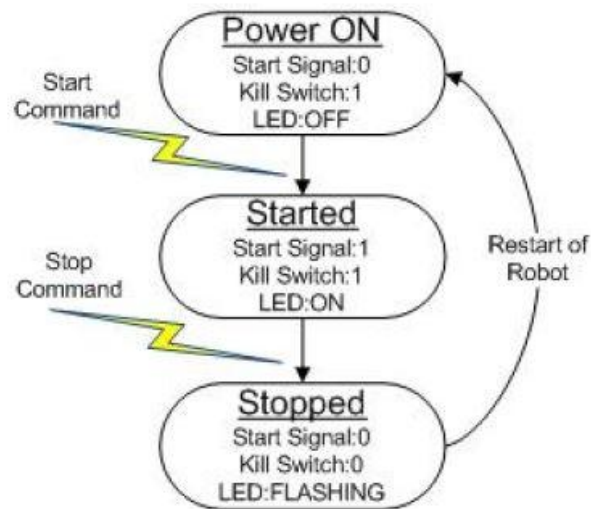 Power ON
Start Signal:0
Kill Switch:1
LED:OFF
Start
Command
Started
Start Signal:1
Kill Switch:1
LED:ON
Stop
Command
Restart of
Robot
Stopped
Start Signal:0
Kill Switch:0
LED:FLASHING